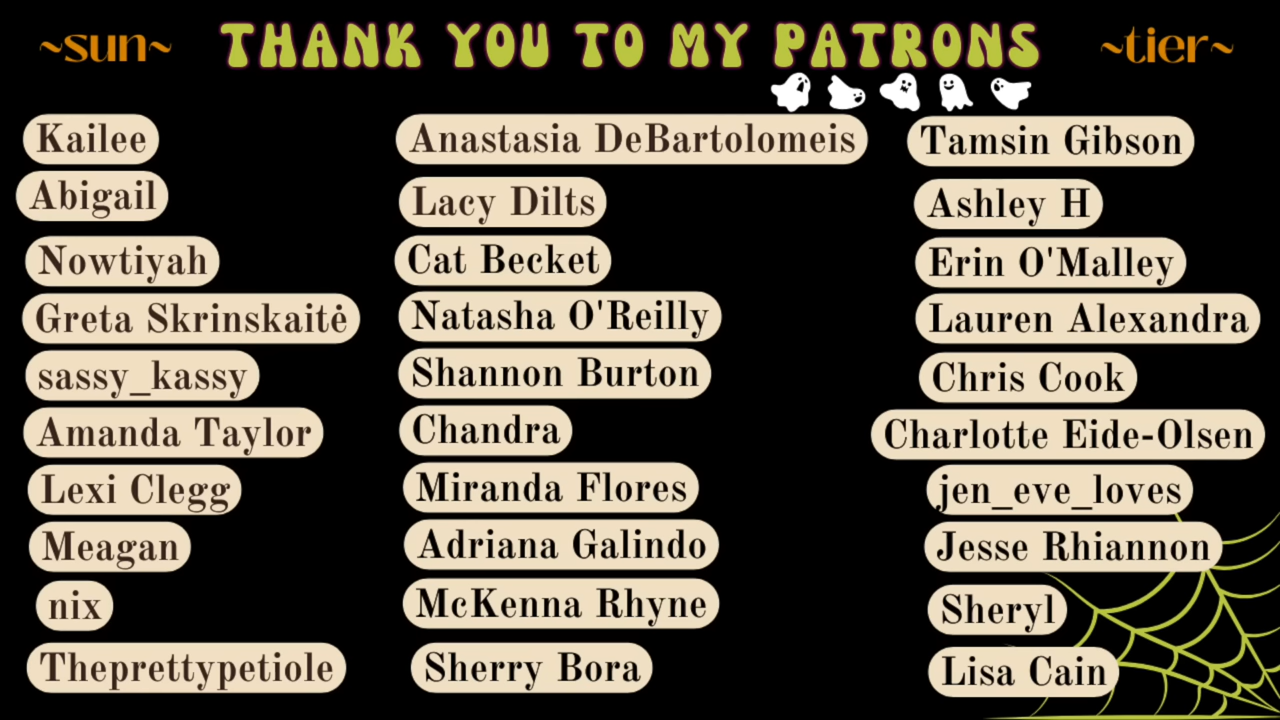 ~sun~ THANK YOU TO MY PATRONS ~tier~
Kailee
Abigail
Nowtiyah
Greta Skrinskaitė
sassy_kassy
Amanda Taylor
Lexi Clegg
Meagan
nix
Theprettypetiole
Anastasia DeBartolomeis
Lacy Dilts
Cat Becket
Natasha O'Reilly
Shannon Burton
Chandra
Miranda Flores
Adriana Galindo
McKenna Rhyne
Sherry Bora
Tamsin Gibson
Ashley H
Erin O'Malley
Lauren Alexandra
Chris Cook
Charlotte Eide-Olsen
jen_eve_loves
Jesse Rhiannon
Sheryl
Lisa Cain